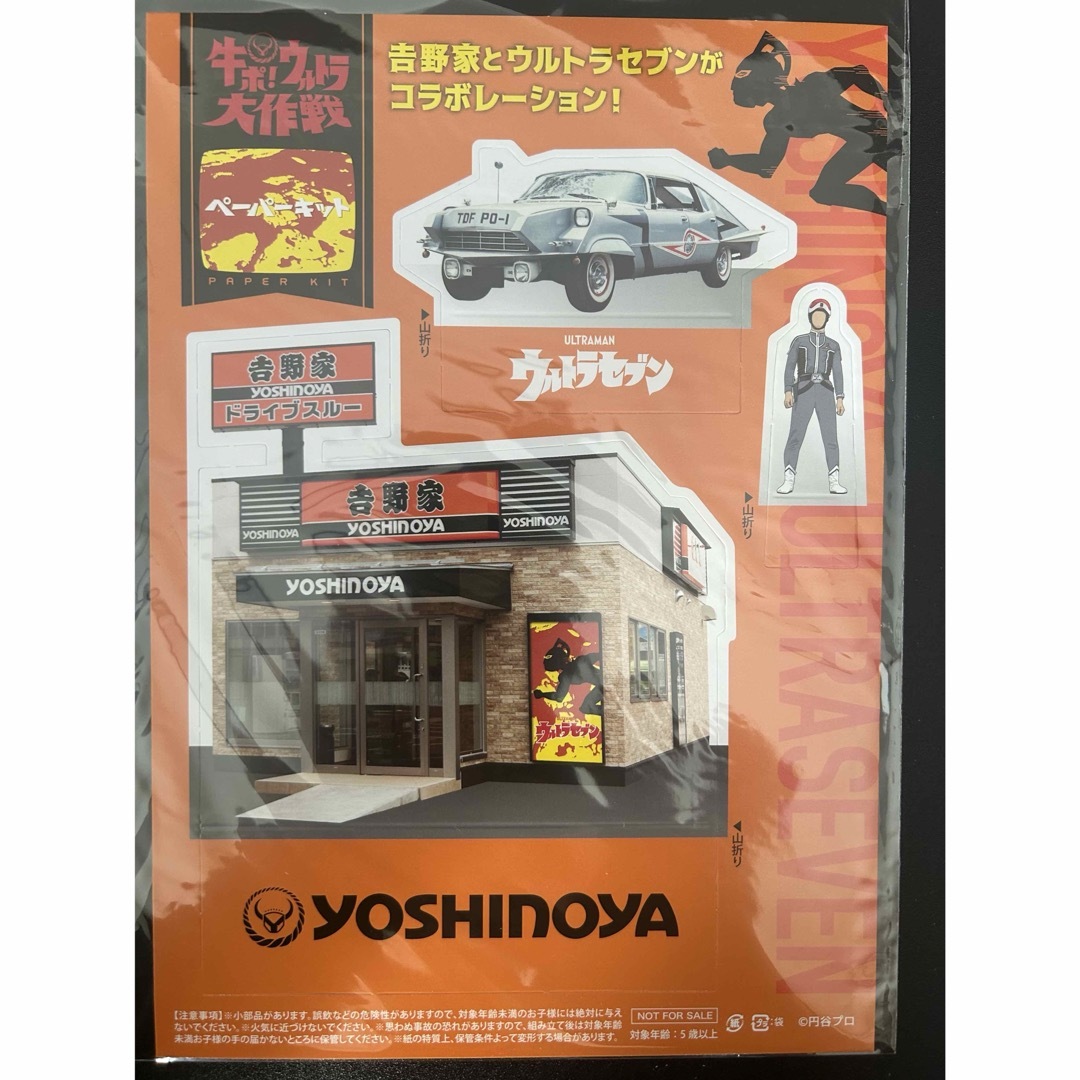 牛ポ!ウルトラ
大作戦
ペーパーキット
PAPER KIT
吉野家とウルトラセブンが
コラボレーション!
TDF PO-1
▶山折り
ULTRAMAN
ウルトラセブン
▶山折り
YOSHINOYA ULTRASEVEN
吉野家
YOSHINOYA
ドライブスルー
吉野家
YOSHINOYA
YOSHINOYA
YOSHINOYA
YOSHINOYA
ウルトラセブン
▶山折り
YOSHINOYA
【注意事項】※小部品があります。誤飲などの危険性がありますので、対象年齢未満のお子様には絶対に与え
ないでください。※火気に近づけないでください。※思わぬ事故の恐れがありますので、組み立て後は対象年齢
未満お子様の手の届かないところに保管してください。※紙の特質上、保管条件よって変形する場合があります。
NOT FOR SALE
対象年齢:5歳以上
紙
プラ:袋
©円谷プロ